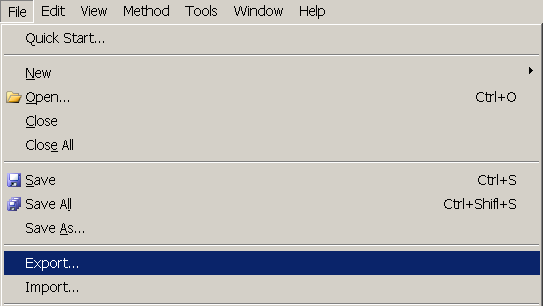 File Edit View Method Tools Window Help
Quick Start...
New
Open... Ctrl+O
Close
Close All
Save Ctrl+S
Save All Ctrl+Shift+S
Save As...
Export...
Import...